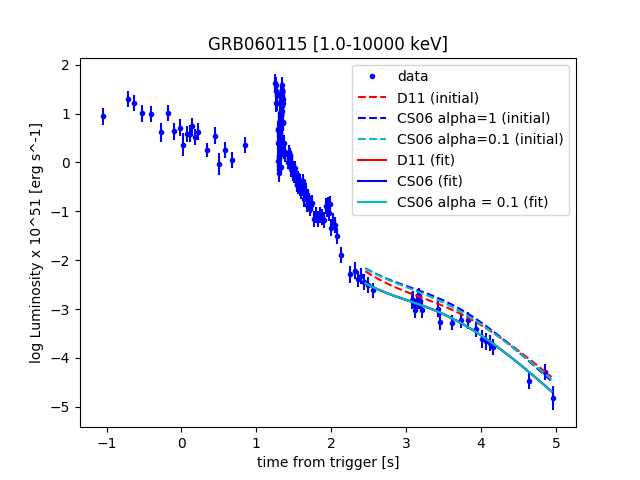 GRB060115 [1.0-10000 keV]
data
D11 (initial)
CS06 alpha=1 (initial)
CS06 alpha=0.1 (initial)
D11 (fit)
CS06 (fit)
CS06 alpha = 0.1 (fit)
log Luminosity x 10^51 [erg s^-1]
2
1
0
−1
−2
−3
−4
−5
−1 0 1 2 3 4 5
time from trigger [s]